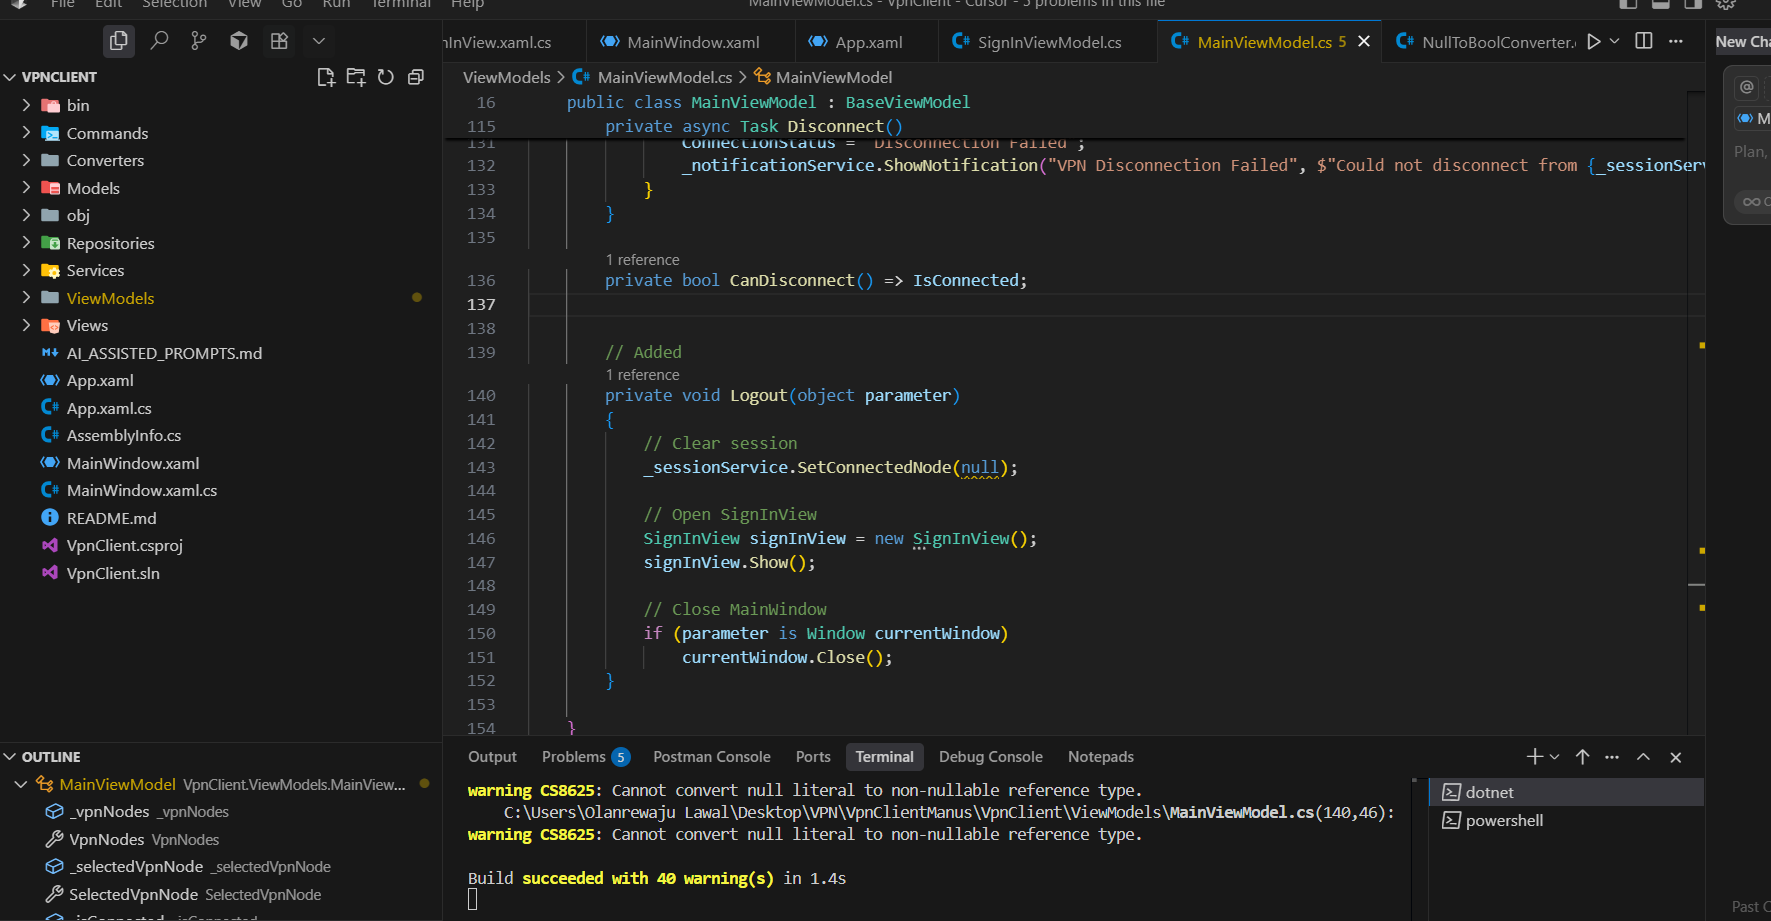 File Edit Selection View Go Run Terminal Help
MainViewModel.cs - VpnClient - Cursor - 5 problems in this file
nInView.xaml.cs
MainWindow.xaml
App.xaml
SignInViewModel.cs
MainViewModel.cs 5
NullToBoolConverter.
New Cha
VPNCLIENT
bin
Commands
Converters
Models
obj
Repositories
Services
ViewModels
Views
AI_ASSISTED_PROMPTS.md
App.xaml
App.xaml.cs
AssemblyInfo.cs
MainWindow.xaml
MainWindow.xaml.cs
README.md
VpnClient.csproj
VpnClient.sln
OUTLINE
MainViewModel VpnClient.ViewModels.MainView...
_vpnNodes _vpnNodes
VpnNodes VpnNodes
_selectedVpnNode _selectedVpnNode
SelectedVpnNode SelectedVpnNode
_isConnected _isConnected
ViewModels > MainViewModel.cs > MainViewModel
16 public class MainViewModel : BaseViewModel
115 private async Task Disconnect()
131 ConnectionStatus = "Disconnection Failed";
132 _notificationService.ShowNotification("VPN Disconnection Failed", $"Could not disconnect from {_sessionServ
133 }
134 }
135
1 reference
136 private bool CanDisconnect() => IsConnected;
137
138
139 // Added
1 reference
140 private void Logout(object parameter)
141 {
142 // Clear session
143 _sessionService.SetConnectedNode(null);
144
145 // Open SignInView
146 SignInView signInView = new SignInView();
147 signInView.Show();
148
149 // Close MainWindow
150 if (parameter is Window currentWindow)
151 currentWindow.Close();
152 }
153
154 }
@
M
Plan,
Past C
Output Problems 5 Postman Console Ports Terminal Debug Console Notepads
warning CS8625: Cannot convert null literal to non-nullable reference type.
C:\Users\Olanrewaju Lawal\Desktop\VPN\VpnClientManus\VpnClient\ViewModels\MainViewModel.cs(140,46):
warning CS8625: Cannot convert null literal to non-nullable reference type.
Build succeeded with 40 warning(s) in 1.4s
dotnet
powershell